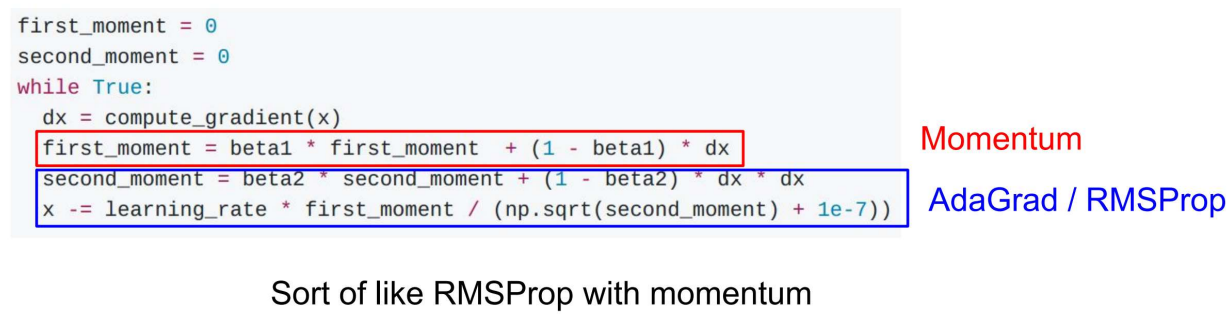 first_moment = 0
second_moment = 0
while True:
  dx = compute_gradient(x)
  first_moment = beta1 * first_moment  + (1 - beta1) * dx
Momentum
  second_moment = beta2 * second_moment + (1 - beta2) * dx * dx
  x -= learning_rate * first_moment / (np.sqrt(second_moment) + 1e-7))
AdaGrad / RMSProp
Sort of like RMSProp with momentum